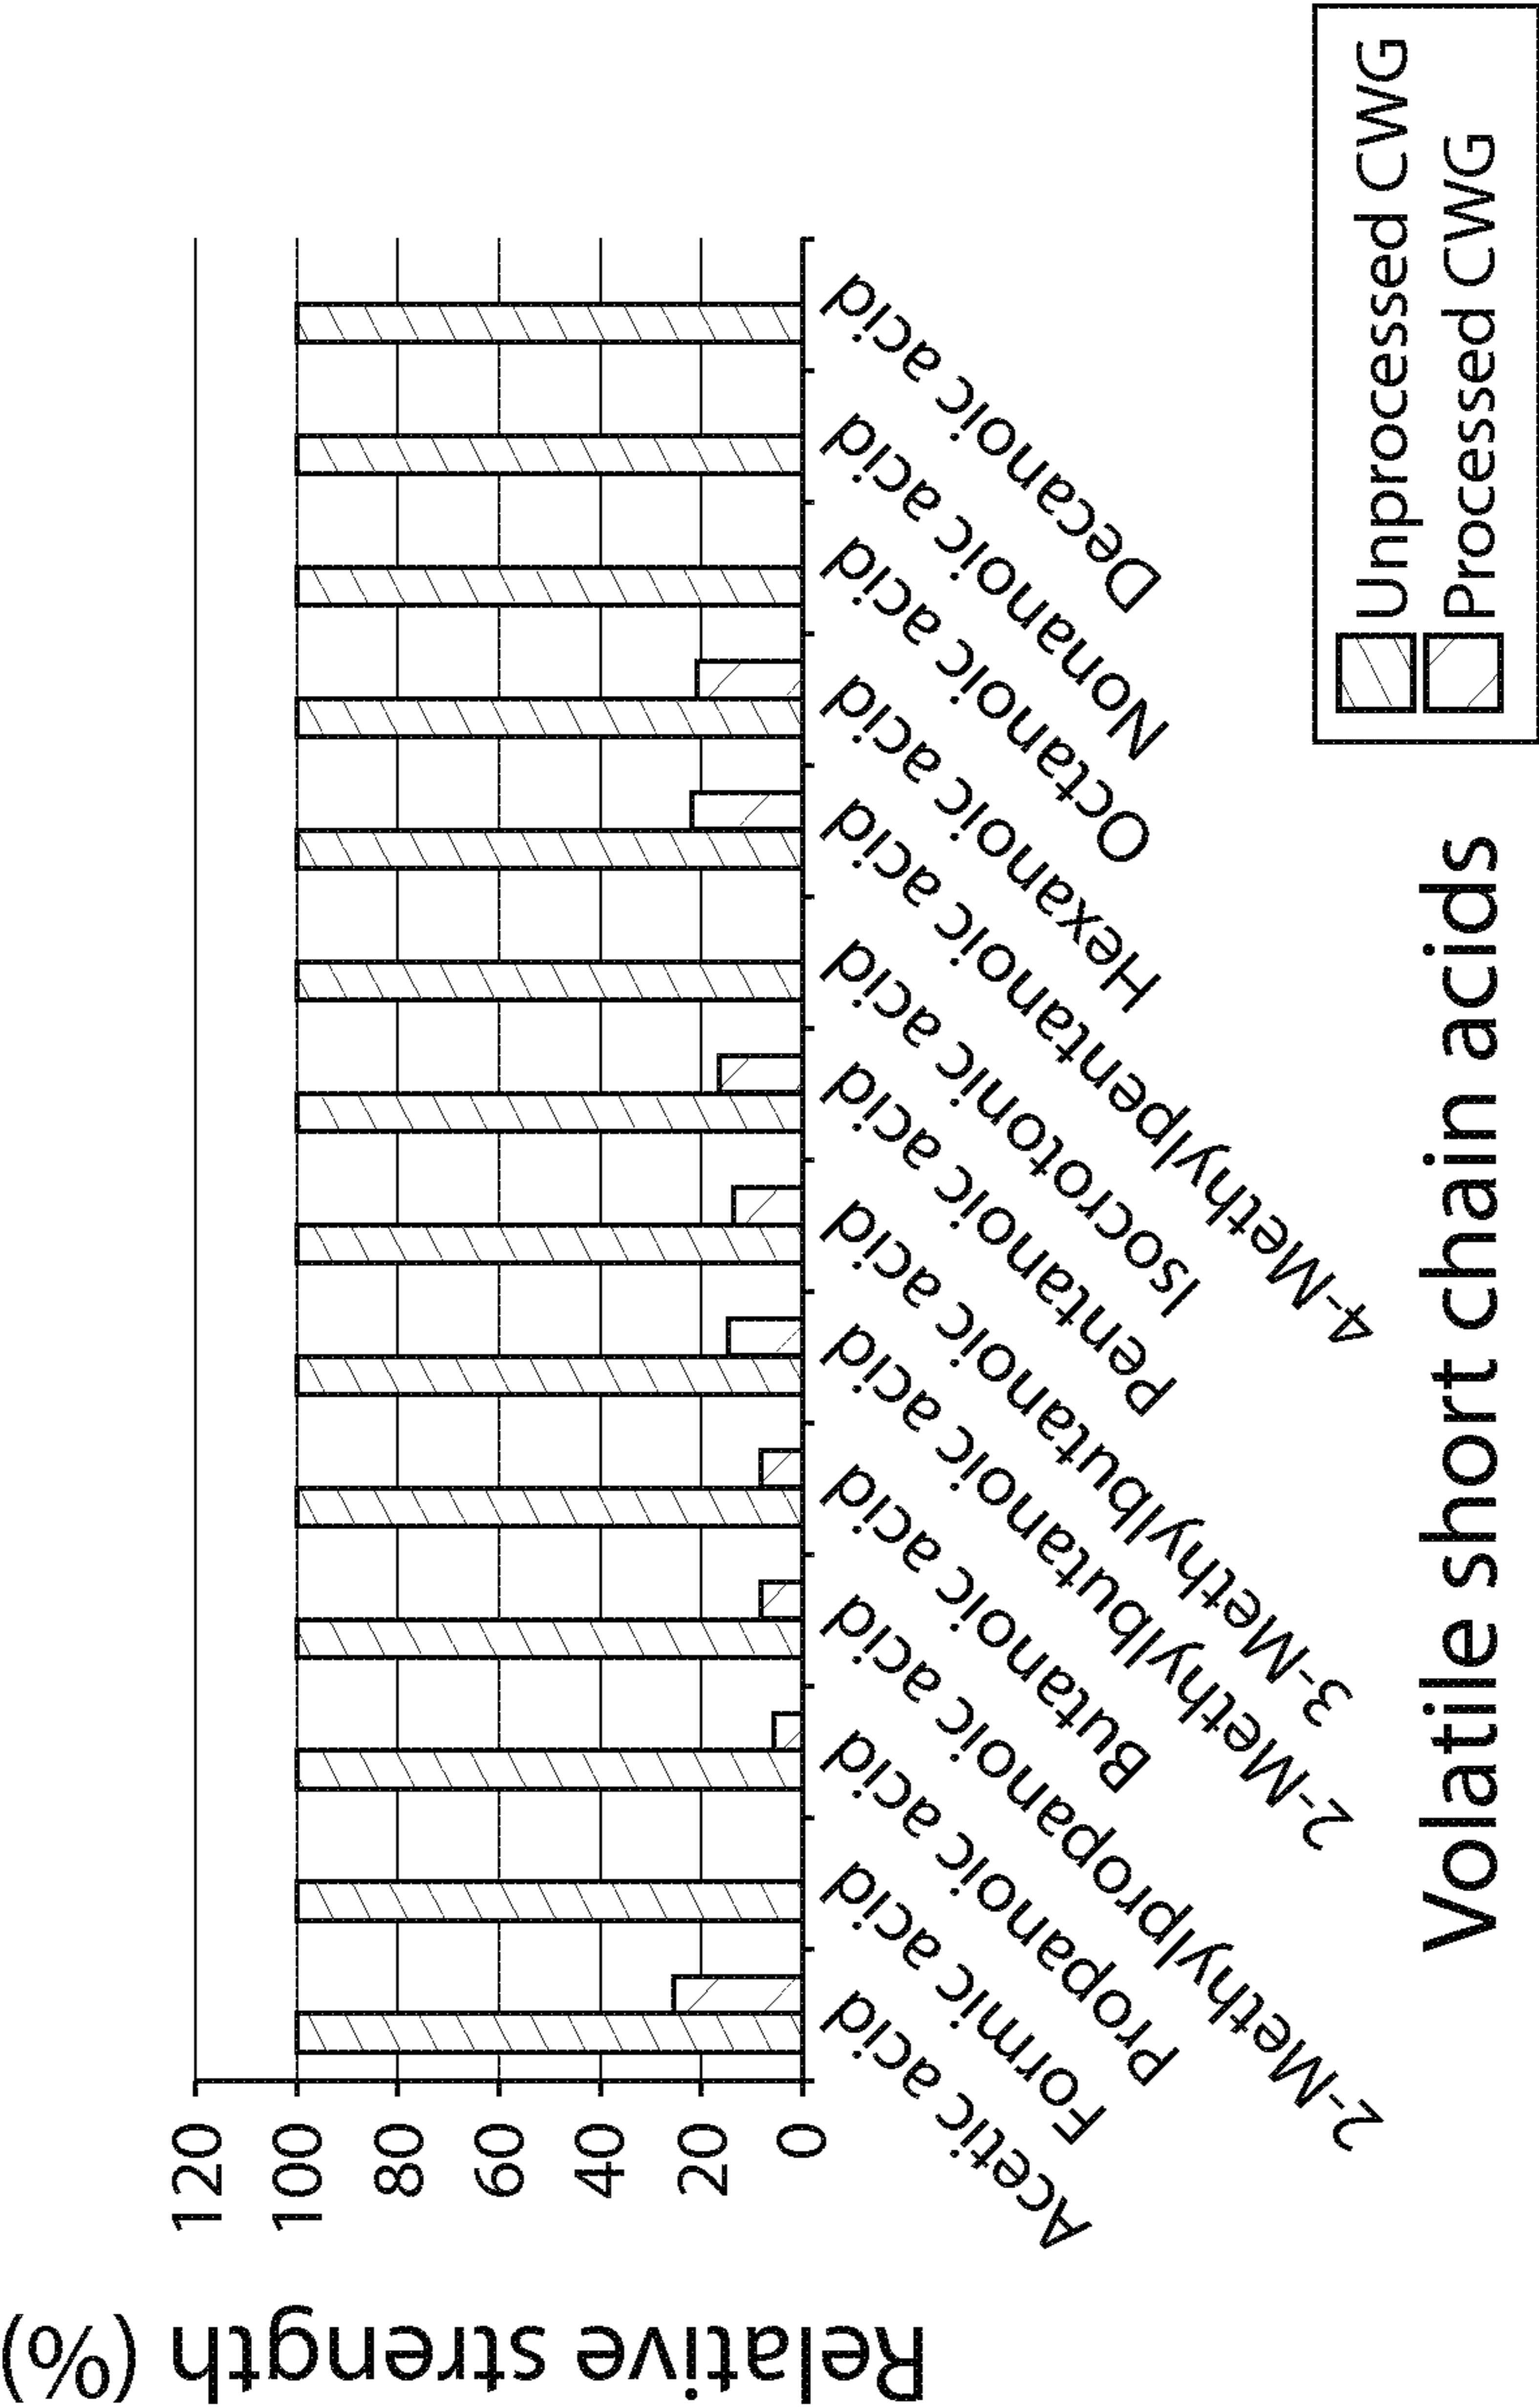 Relative strength (%)
120
100
80
60
40
20
0
Acetic acid
Formic acid
Propanoic acid
2-Methylpropanoic acid
Butanoic acid
2-Methylbutanoic acid
3-Methylbutanoic acid
Pentanoic acid
Isocrotonic acid
4-Methylpentanoic acid
Hexanoic acid
Octanoic acid
Nonanoic acid
Decanoic acid
Volatile short chain acids
Unprocessed CWG
Processed CWG